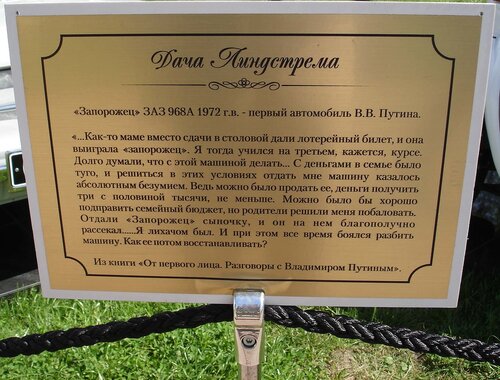 Дача Линдстрема
«Запорожец» ЗАЗ 968А 1972 г.в. - первый автомобиль В.В. Путина.
«...Как-то маме вместо сдачи в столовой дали лотерейный билет, и она
выиграла «запорожец». Я тогда учился на третьем, кажется, курсе.
Долго думали, что с этой машиной делать... С деньгами в семье было
туго, и решиться в этих условиях отдать мне машину казалось
абсолютным безумием. Ведь можно было продать ее, деньги получить
три с половиной тысячи, не меньше. Можно было бы хорошо
подправить семейный бюджет, но родители решили меня побаловать.
Отдали «Запорожец» сыночку, и он на нем благополучно
рассекал......Я лихачом был. И при этом все время боялся разбить
машину. Как ее потом восстанавливать?
Из книги «От первого лица. Разговоры с Владимиром Путиным».